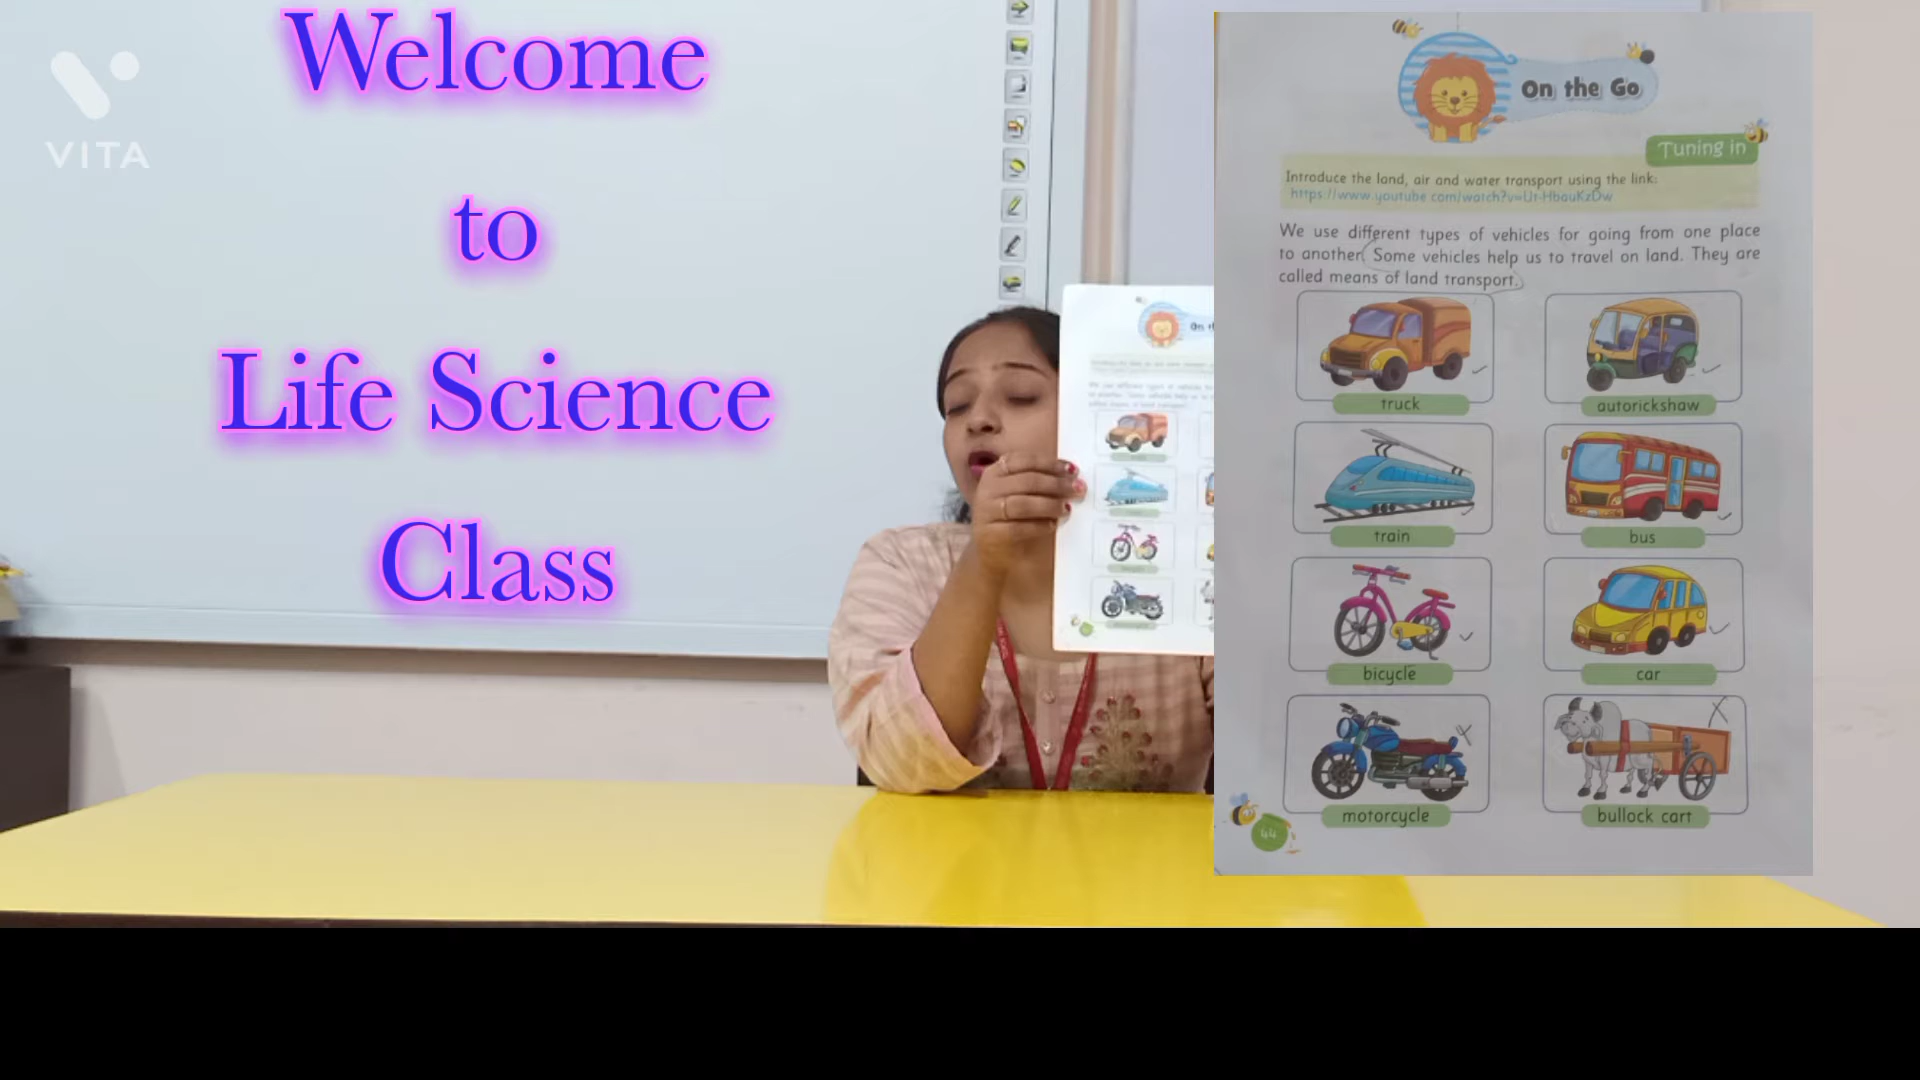 VITA
Welcome
to
Life Science
Class
On the Go
Tuning in
Introduce the land, air and water transport using the link:
We use different types of vehicles for going from one place
to another. Some vehicles help us to travel on land. They are
called means of land transport.
truck
autorickshaw
train
bus
bicycle
car
motorcycle
bullock cart
44